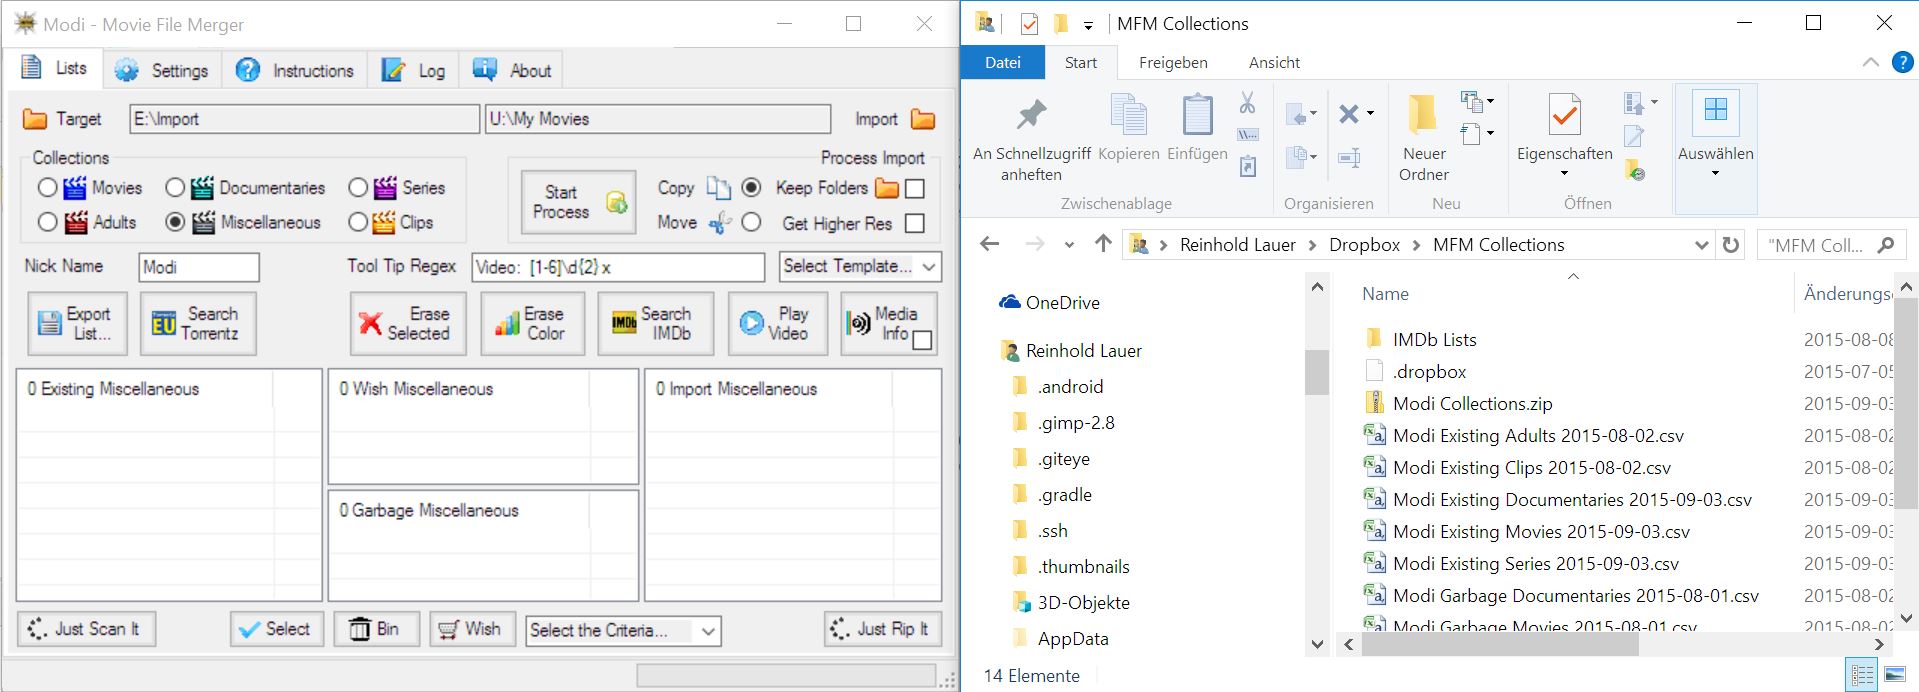 Modi - Movie File Merger
Lists Settings Instructions Log About
Target E:\Import U:\My Movies Import
Collections Process Import
Movies Documentaries Series
Adults Miscellaneous Clips
Start Process
Copy Keep Folders
Move Get Higher Res
Nick Name Modi Tool Tip Regex Video: [1-6]\d{2} x Select Template...
Export List...
EU Search Torrentz
Erase Selected
Erase Color
IMDb Search IMDb
Play Video
Media Info
0 Existing Miscellaneous
0 Wish Miscellaneous
0 Import Miscellaneous
0 Garbage Miscellaneous
Just Scan It Select Bin Wish Select the Criteria... Just Rip It
MFM Collections
Datei Start Freigeben Ansicht
An Schnellzugriff anheften
Kopieren
Einfügen
Zwischenablage
Organisieren
Neuer Ordner
Neu
Eigenschaften
Öffnen
Auswählen
Reinhold Lauer Dropbox MFM Collections "MFM Coll...
OneDrive
Reinhold Lauer
.android
.gimp-2.8
.giteye
.gradle
.ssh
.thumbnails
3D-Objekte
AppData
Name Änderungs
IMDb Lists 2015-08-08
.dropbox 2015-07-05
Modi Collections.zip 2015-09-03
Modi Existing Adults 2015-08-02.csv 2015-08-02
Modi Existing Clips 2015-08-02.csv 2015-08-02
Modi Existing Documentaries 2015-09-03.csv 2015-09-03
Modi Existing Movies 2015-09-03.csv 2015-09-03
Modi Existing Series 2015-09-03.csv 2015-09-03
Modi Garbage Documentaries 2015-08-01.csv 2015-08-02
Modi Garbage Movies 2015-08-01.csv 2015-08-02
14 Elemente